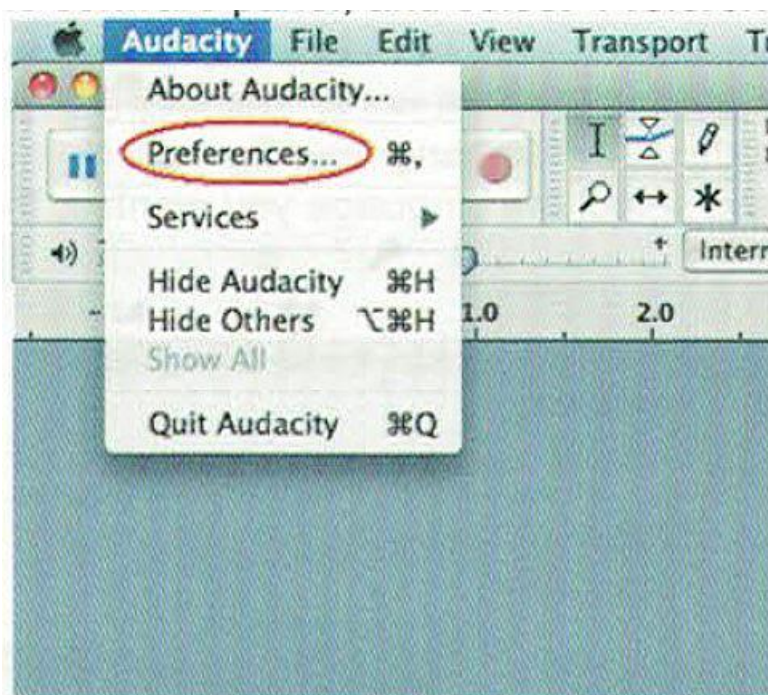 Audacity File Edit View Transport
About Audacity...
Preferences... ⌘,
Services
Hide Audacity ⌘H
Hide Others ⌥⌘H
Show All
Quit Audacity ⌘Q
1.0 2.0